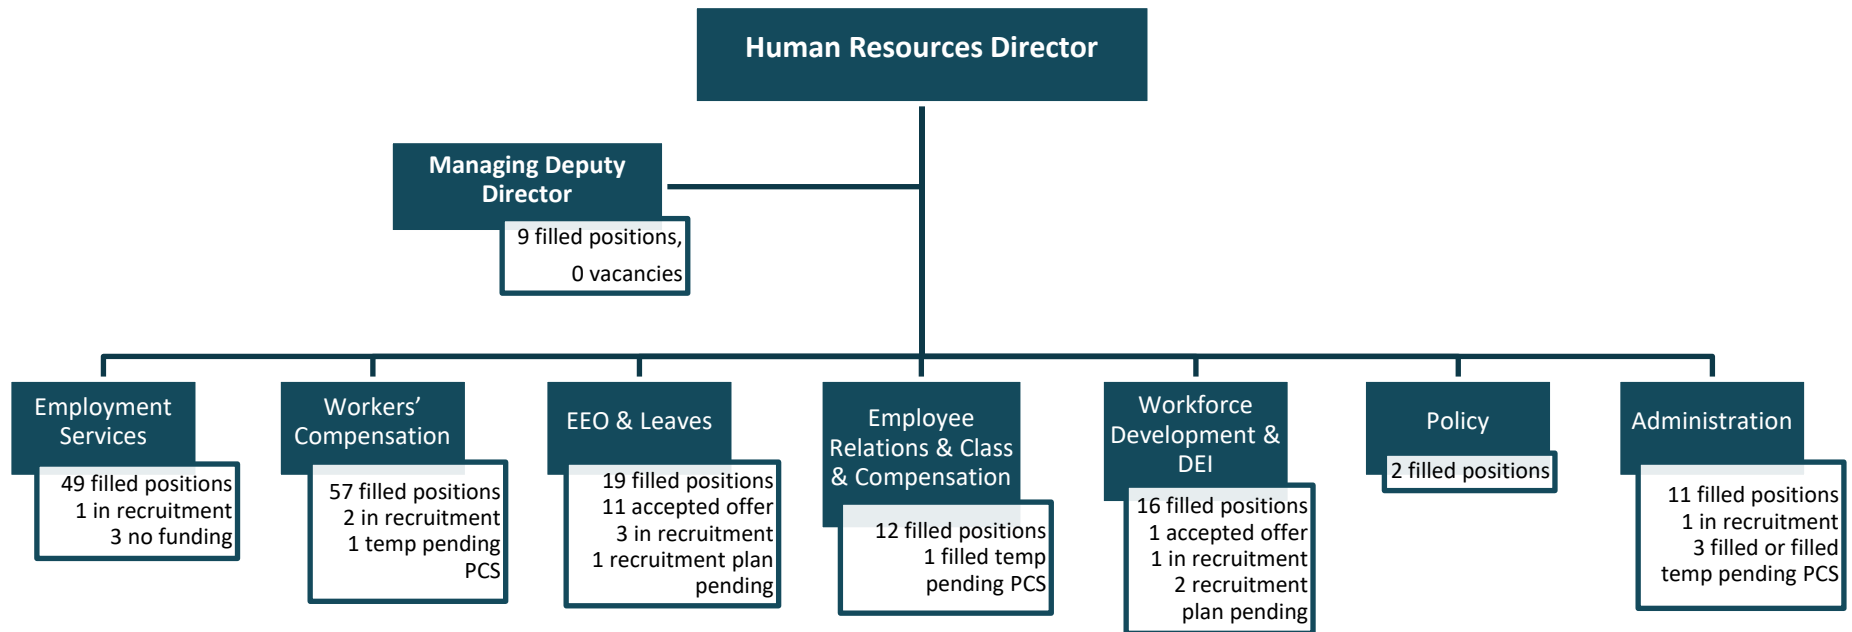 Human Resources Director
Managing Deputy
Director
9 filled positions,
0 vacancies
Employment
Services
49 filled positions
1 in recruitment
3 no funding
Workers’
Compensation
57 filled positions
2 in recruitment
1 temp pending
PCS
EEO & Leaves
19 filled positions
11 accepted offer
3 in recruitment
1 recruitment plan
pending
Employee
Relations & Class
& Compensation
12 filled positions
1 filled temp
pending PCS
Workforce
Development &
DEI
16 filled positions
1 accepted offer
1 in recruitment
2 recruitment
plan pending
Policy
2 filled positions
Administration
11 filled positions
1 in recruitment
3 filled or filled
temp pending PCS